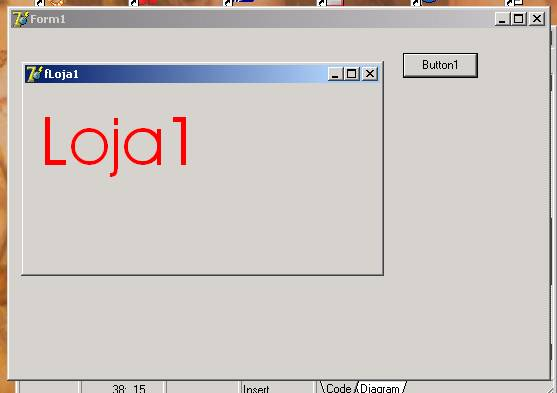 Form1
Button1
fLoja1
Loja1
38: 15
Insert
Code
Diagram